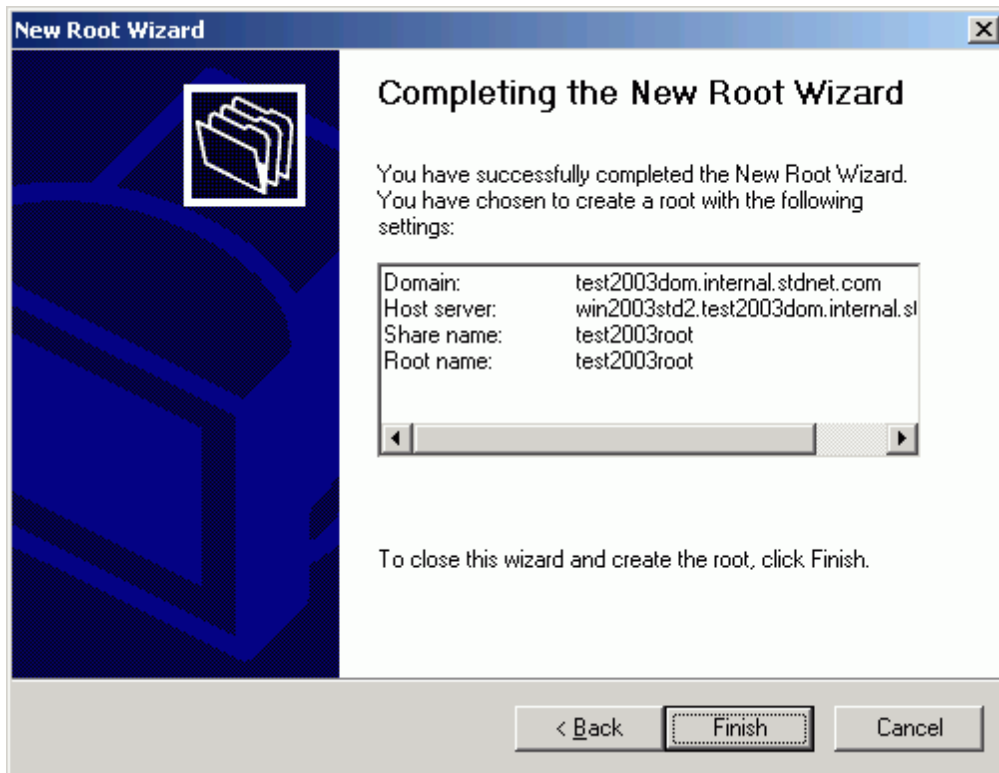 New Root Wizard
Completing the New Root Wizard
You have successfully completed the New Root Wizard.
You have chosen to create a root with the following
settings:
Domain: test2003dom.internal.stdnet.com
Host server: win2003std2.test2003dom.internal.st
Share name: test2003root
Root name: test2003root
To close this wizard and create the root, click Finish.
< Back Finish Cancel